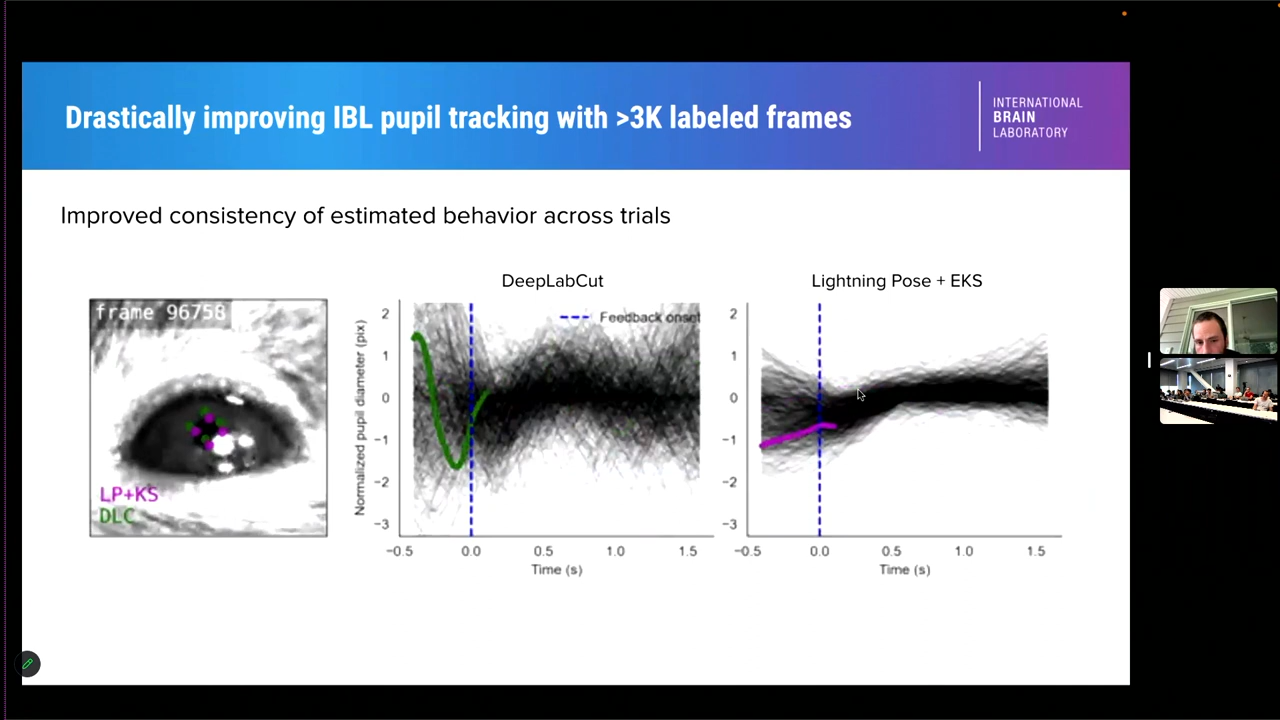 Drastically improving IBL pupil tracking with >3K labeled frames
INTERNATIONAL
BRAIN
LABORATORY
Improved consistency of estimated behavior across trials
frame 96758
LP+KS
DLC
DeepLabCut
Feedback onset
Normalized pupil diameter (pix)
2
1
0
−1
−2
−3
−0.5 0.0 0.5 1.0 1.5
Time (s)
Lightning Pose + EKS
2
1
0
−1
−2
−3
−0.5 0.0 0.5 1.0 1.5
Time (s)